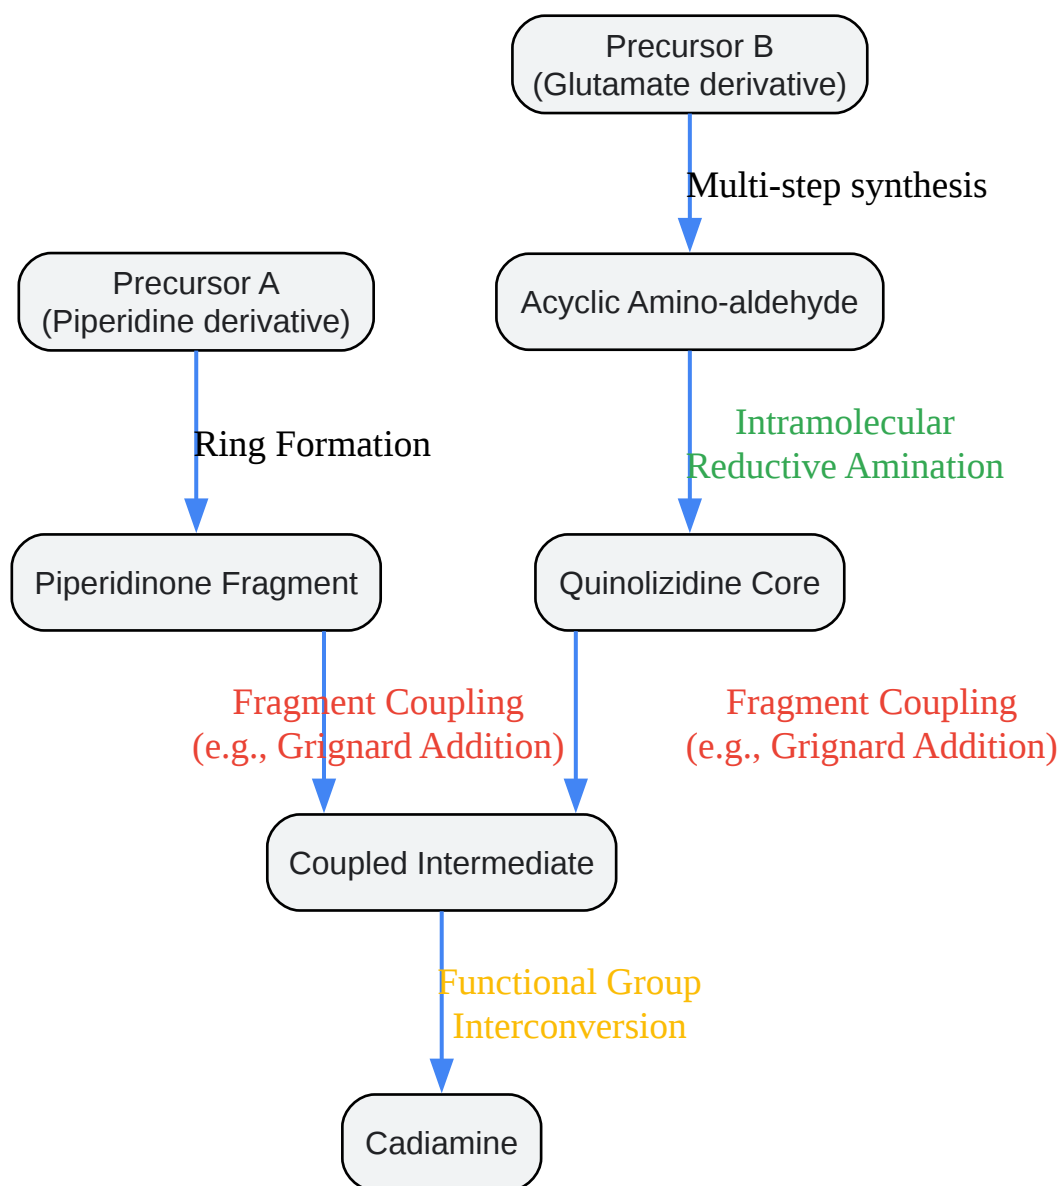 Precursor B
(Glutamate derivative)
Multi-step synthesis
Precursor A
(Piperidine derivative)
Acyclic Amino-aldehyde
Ring Formation
Intramolecular
Reductive Amination
Piperidinone Fragment
Quinolizidine Core
Fragment Coupling
(e.g., Grignard Addition)
Fragment Coupling
(e.g., Grignard Addition)
Coupled Intermediate
Functional Group
Interconversion
Cadiamine